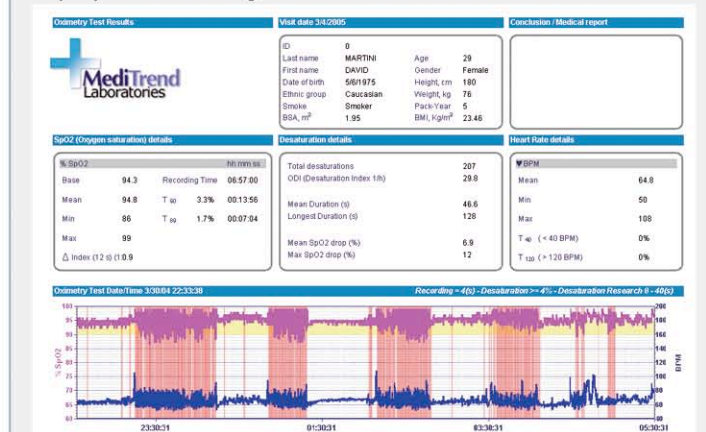 Oximetry Test Results
Visit date 3/4/2005
Conclusion / Medical report
MediTrend
Laboratories
ID 0
Last name MARTINI Age 29
First name DAVID Gender Female
Date of birth 5/6/1975 Height, cm 180
Ethnic group Caucasian Weight, kg 76
Smoke Smoker Pack-Year 5
BSA, m² 1.95 BMI, Kg/m² 23.46
SpO2 (Oxygen saturation) details
Desaturation details
Heart Rate details
% SpO2 hh mm ss
Base 94.3 Recording Time 06:57:00
Mean 94.8 T 90 3.3% 00:13:56
Min 86 T 89 1.7% 00:07:04
Max 99
Δ Index (12 s) (1:0.9
Total desaturations 207
ODI (Desaturation Index 1/h) 29.8
Mean Duration (s) 46.6
Longest Duration (s) 128
Mean SpO2 drop (%) 6.9
Max SpO2 drop (%) 12
♥BPM
Mean 64.8
Min 50
Max 108
T 40 ( < 40 BPM) 0%
T 120 ( > 120 BPM) 0%
Oximetry Test Date/Time 3/30/04 22:33:38
Recording = 4(s) - Desaturation >= 4% - Desaturation Research 8 - 40(s)
% SpO2
100
95
90
85
80
75
70
65
60
200
180
160
140
120
100
80
60
40
BPM
23:30:31 01:30:31 03:30:31 05:30:31